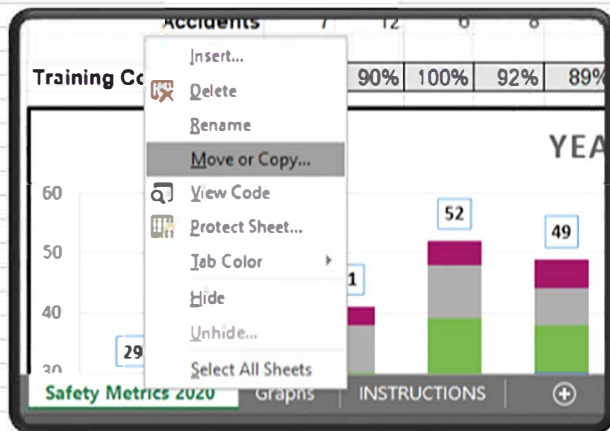 Accidents 7 12 6 8
Insert...
Training Co 90% 100% 92% 89%
Delete
Rename
YEA
Move or Copy...
60 View Code
52
Protect Sheet...
49
50
Tab Color
1
Hide
40
Unhide...
29
Select All Sheets
30
Safety Metrics 2020 Graphs INSTRUCTIONS